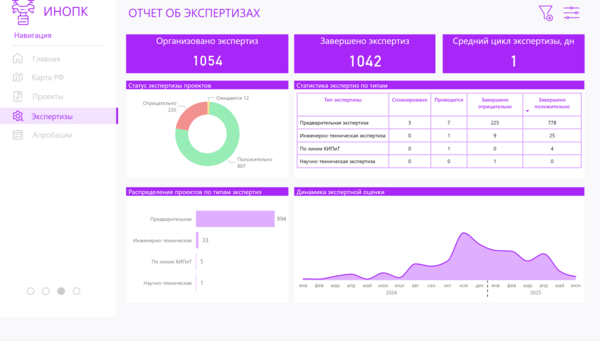 ИНОПК
ОТЧЕТ ОБ ЭКСПЕРТИЗАХ
Навигация
Главная
Карта РФ
Проекты
Экспертизы
Апробации
Организовано экспертиз
1054
Завершено экспертиз
1042
Средний цикл экспертизы, дн
1
Статус экспертизы проектов
Ожидается 12
Отрицательно
235
Положительно
807
Статистика экспертиз по типам
Тип экспертизы Спланировано Проводится Завершено отрицательно Завершено положительно
Предварительная экспертиза 3 7 225 778
Инженерно-техническая экспертиза 0 1 9 25
По линии КИПиТ 0 1 0 4
Научно-техническая экспертиза 0 0 1 0
Распределение проектов по типам экспертиз
Предварительная 994
Инженерно-техническая 33
По линии КИПиТ 5
Научно-техническая 1
Динамика экспертной оценки
янв фев мар апр май июн июл авг сен окт ноя дек янв фев мар апр май июн
2024 2025